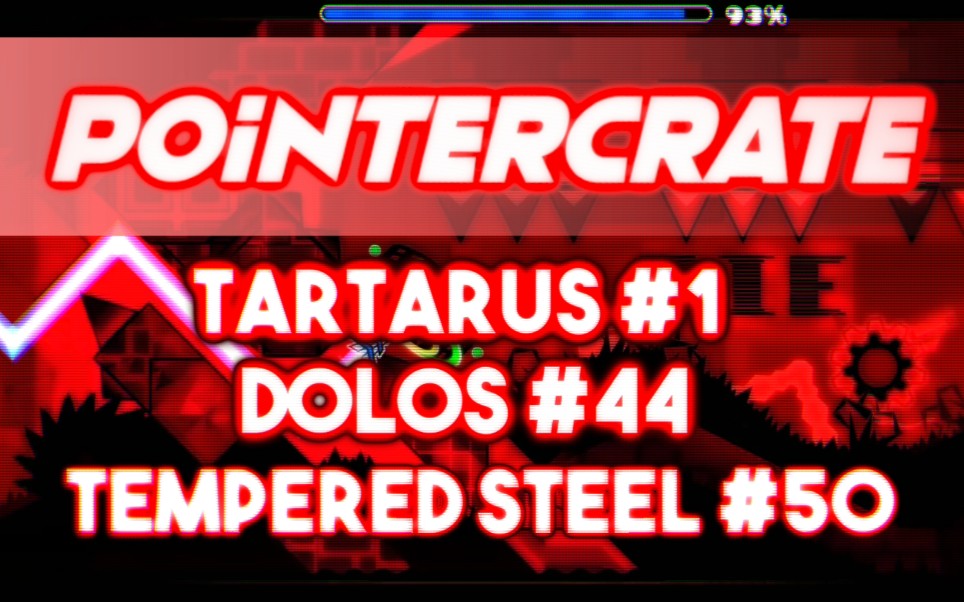 93%
POiNTERCRATE
TARTARUS #1
DOLOS #44
TEMPERED STEEL #50